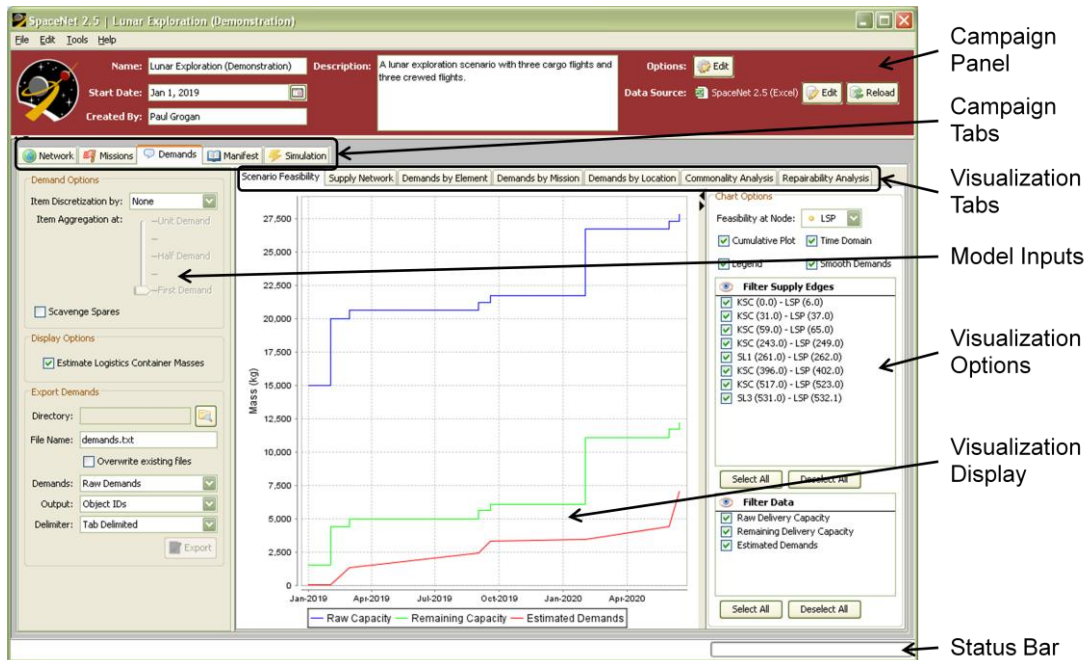 SpaceNet 2.5 | Lunar Exploration (Demonstration)
File Edit Tools Help
Name: Lunar Exploration (Demonstration)
Start Date: Jan 1, 2019
Created By: Paul Grogan
Description: A lunar exploration scenario with three cargo flights and
three crewed flights.
Options: Edit
Data Source: SpaceNet 2.5 (Excel) Edit Reload
Campaign
Panel
Campaign
Tabs
Network Missions Demands Manifest Simulation
Demand Options
Item Discretization by: None
Item Aggregation at:
Unit Demand
Half Demand
First Demand
Scavenge Spares
Display Options
Estimate Logistics Container Masses
Export Demands
Directory:
File Name: demands.txt
Overwrite existing files
Demands: Raw Demands
Output: Object IDs
Delimiter: Tab Delimited
Export
Scenario Feasibility Supply Network Demands by Element Demands by Mission Demands by Location Commonality Analysis Repairability Analysis
Mass (kg)
27,500
25,000
22,500
20,000
17,500
15,000
12,500
10,000
7,500
5,000
2,500
0
Jan-2019 Apr-2019 Jul-2019 Oct-2019 Jan-2020 Apr-2020
Raw Capacity Remaining Capacity Estimated Demands
Chart Options
Feasibility at Node: LSP
Cumulative Plot Time Domain
Legend Smooth Demands
Filter Supply Edges
KSC (0.0) - LSP (6.0)
KSC (31.0) - LSP (37.0)
KSC (59.0) - LSP (65.0)
KSC (243.0) - LSP (249.0)
SL1 (261.0) - LSP (262.0)
KSC (396.0) - LSP (402.0)
KSC (517.0) - LSP (523.0)
SL3 (531.0) - LSP (532.1)
Select All Deselect All
Filter Data
Raw Delivery Capacity
Remaining Delivery Capacity
Estimated Demands
Select All Deselect All
Visualization
Tabs
Model Inputs
Visualization
Options
Visualization
Display
Status Bar